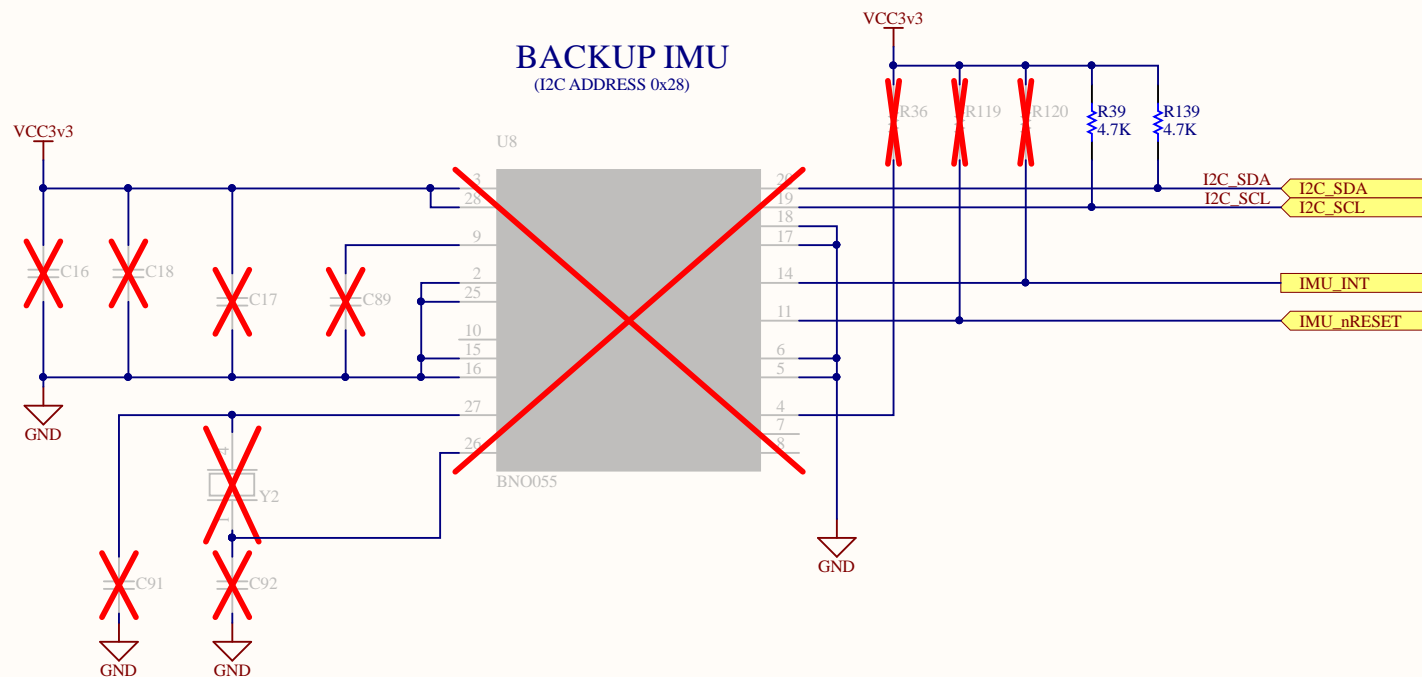 BACKUP IMU
(I2C ADDRESS 0x28)
VCC3v3
VCC3v3
R36
R119
R120
R39
4.7K
R139
4.7K
U8
3
28
9
2
25
10
15
16
27
26
20
19
18
17
14
11
6
5
4
7
8
BNO055
I2C_SDA
I2C_SCL
I2C_SDA
I2C_SCL
IMU_INT
IMU_nRESET
C16
C18
C17
C89
GND
4
Y2
1
C91
C92
GND
GND
GND